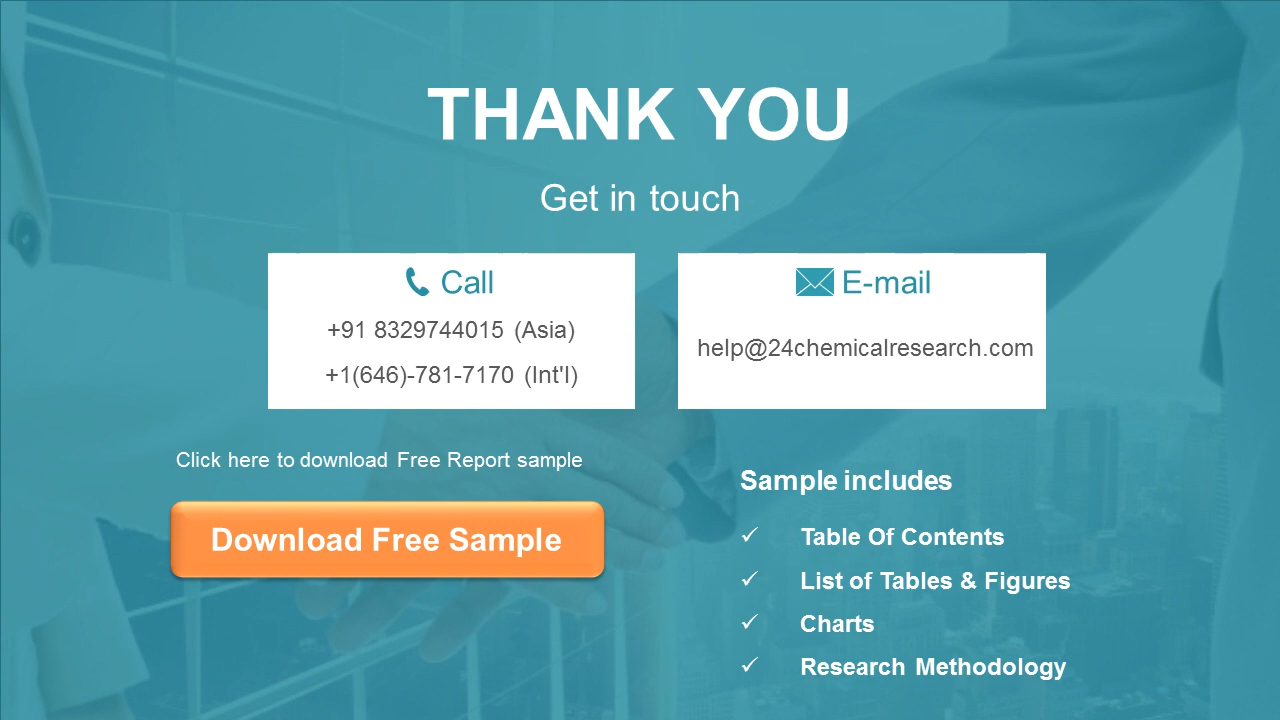 THANK YOU
Get in touch
Call
+91 8329744015 (Asia)
+1(646)-781-7170 (Int'l)
E-mail
help@24chemicalresearch.com
Click here to download Free Report sample
Download Free Sample
Sample includes
✓ Table Of Contents
✓ List of Tables & Figures
✓ Charts
✓ Research Methodology